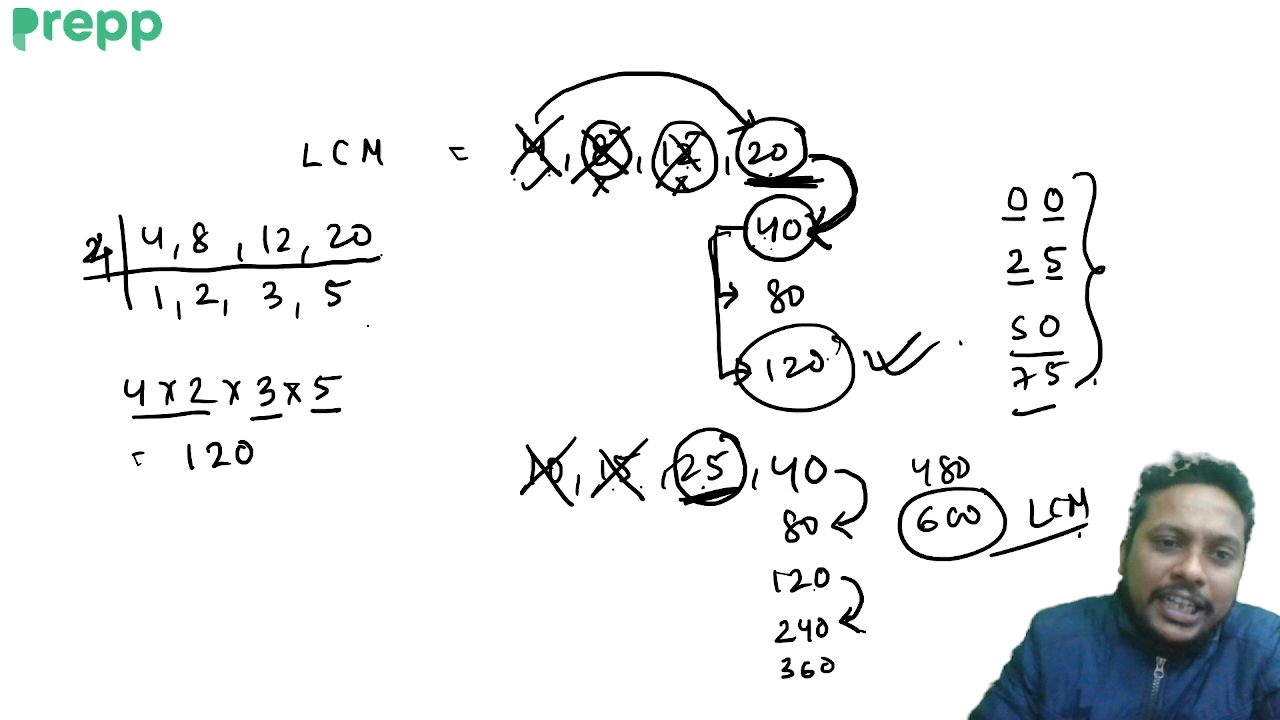 Prepp
LCM = 4, 8, 12, 20
4 | 4, 8, 12, 20
1, 2, 3, 5
4 x 2 x 3 x 5
= 120
40
80
120
00
25
50
75
10, 15, 25, 40
80
120
240
360
480
600 LCM